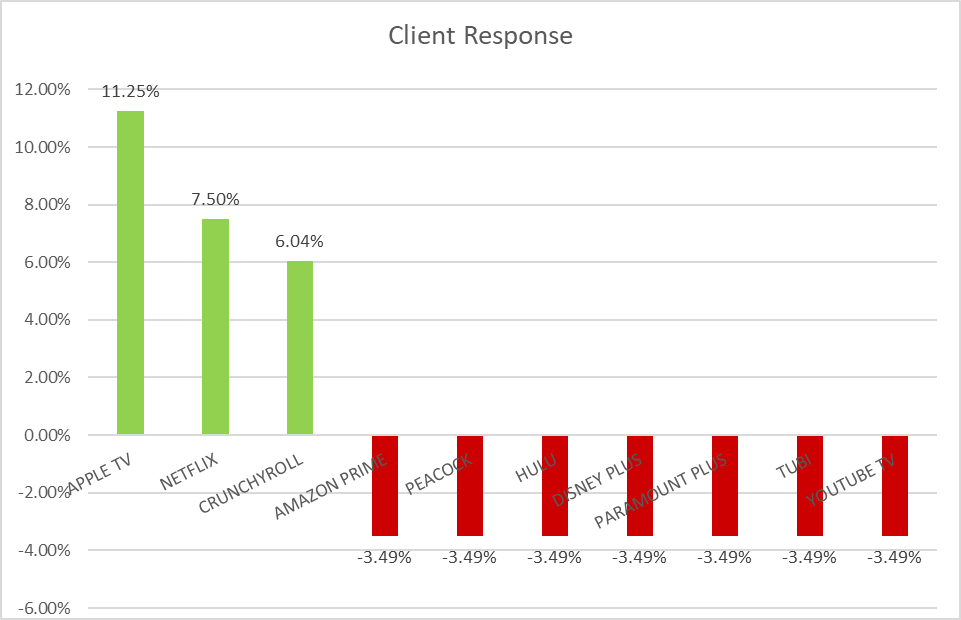 Client Response
12.00%
10.00%
8.00%
6.00%
4.00%
2.00%
0.00%
-2.00%
-4.00%
-6.00%
11.25%
7.50%
6.04%
-3.49%
-3.49%
-3.49%
-3.49%
-3.49%
-3.49%
-3.49%
APPLE TV
NETFLIX
CRUNCHYROLL
AMAZON PRIME
PEACOCK
HULU
DISNEY PLUS
PARAMOUNT PLUS
TUBI
YOUTUBE TV